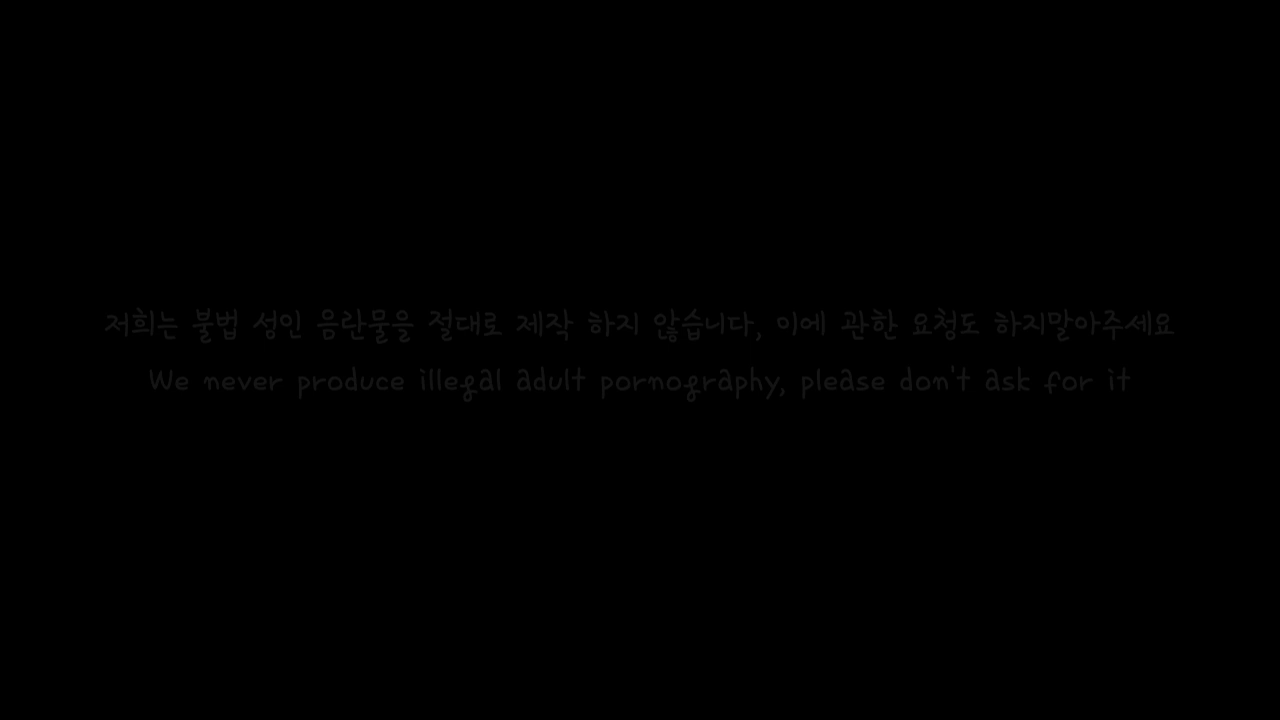 저희는 불법 성인 음란물을 절대로 제작 하지 않습니다, 이에 관한 요청도 하지말아주세요
We never produce illegal adult pornography, please don't ask for it